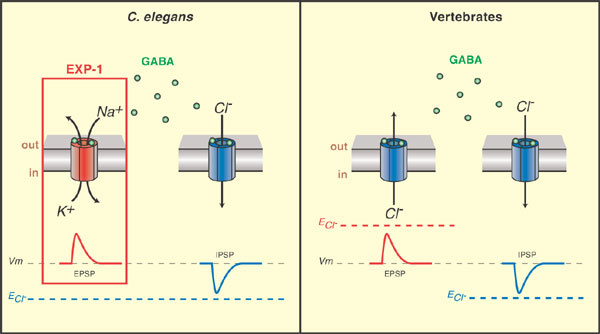 C. elegans
EXP-1
GABA
Na+
Cl-
out
in
K+
Vm
EPSP
IPSP
ECl-
Vertebrates
GABA
Cl-
out
in
Cl-
ECl-
Vm
EPSP
IPSP
ECl-